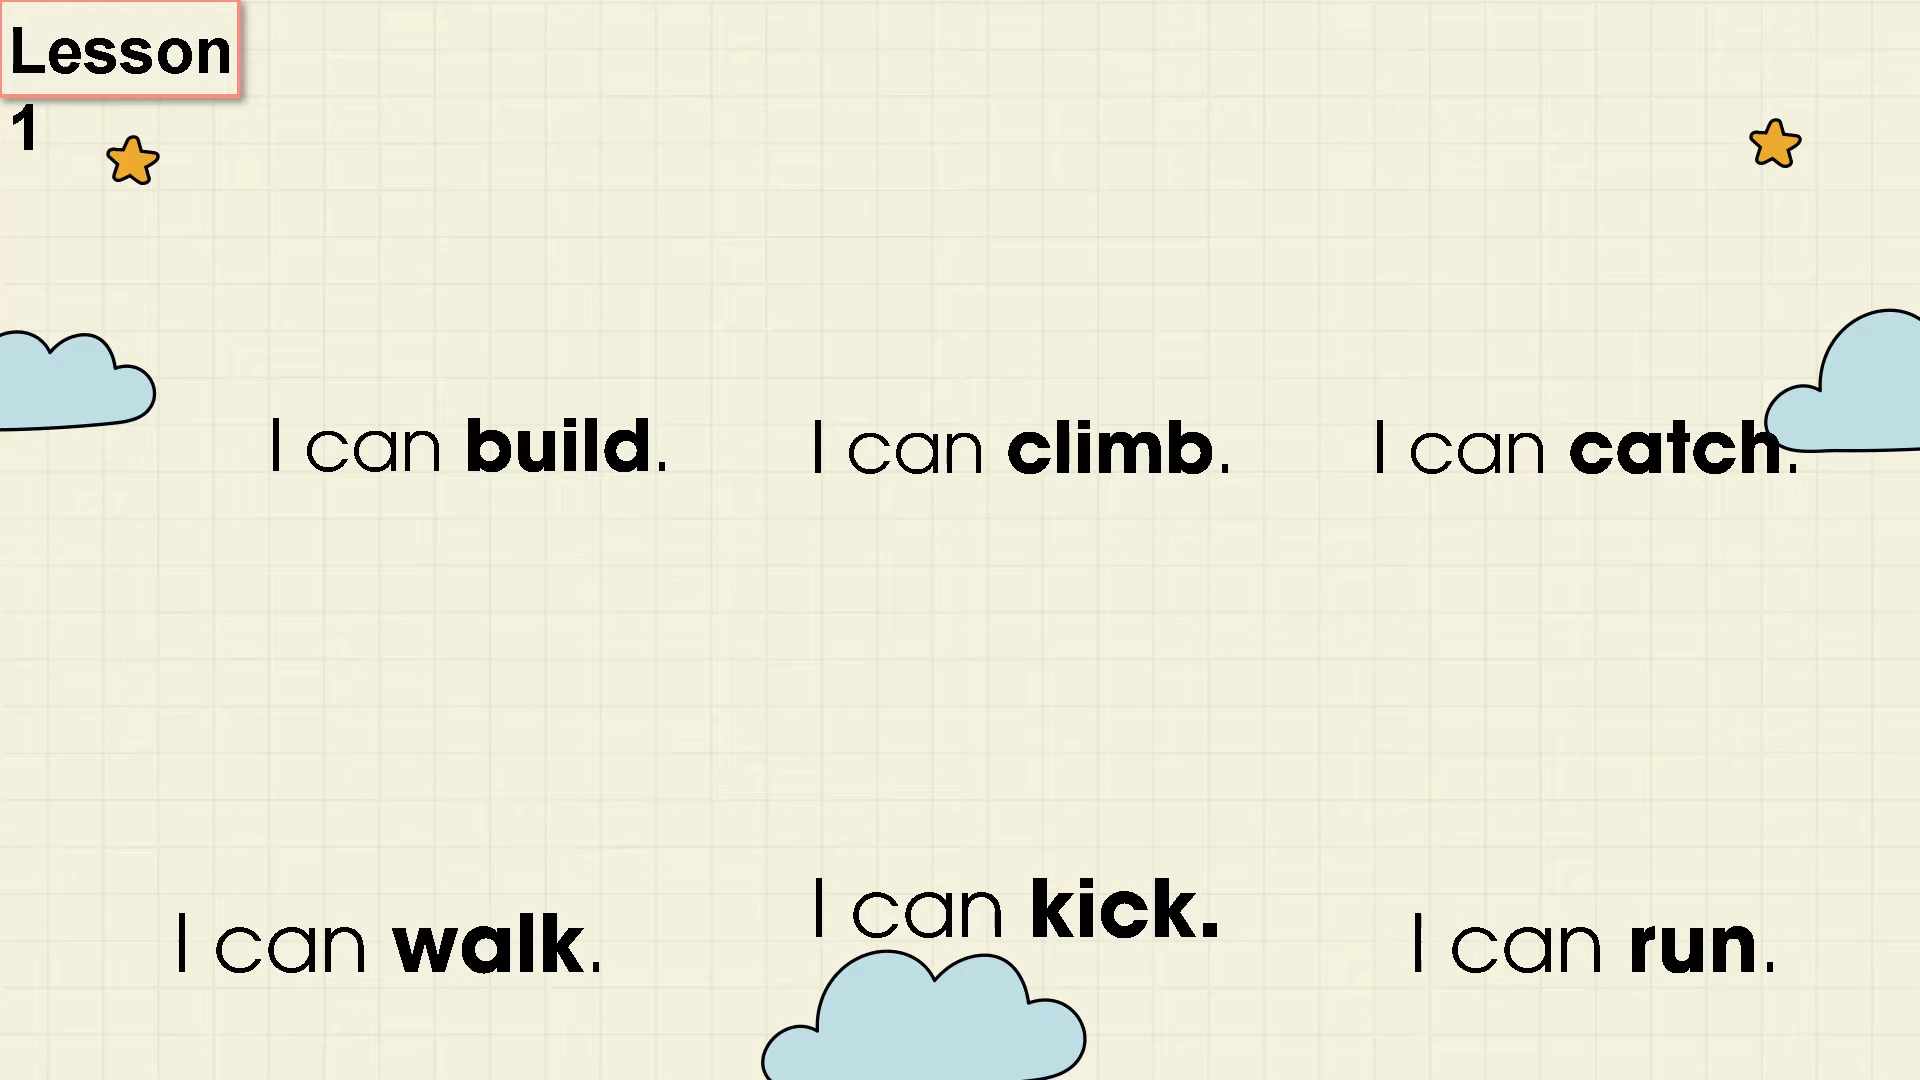 Lesson
1
I can build.
I can climb.
I can catch.
I can walk.
I can kick.
I can run.